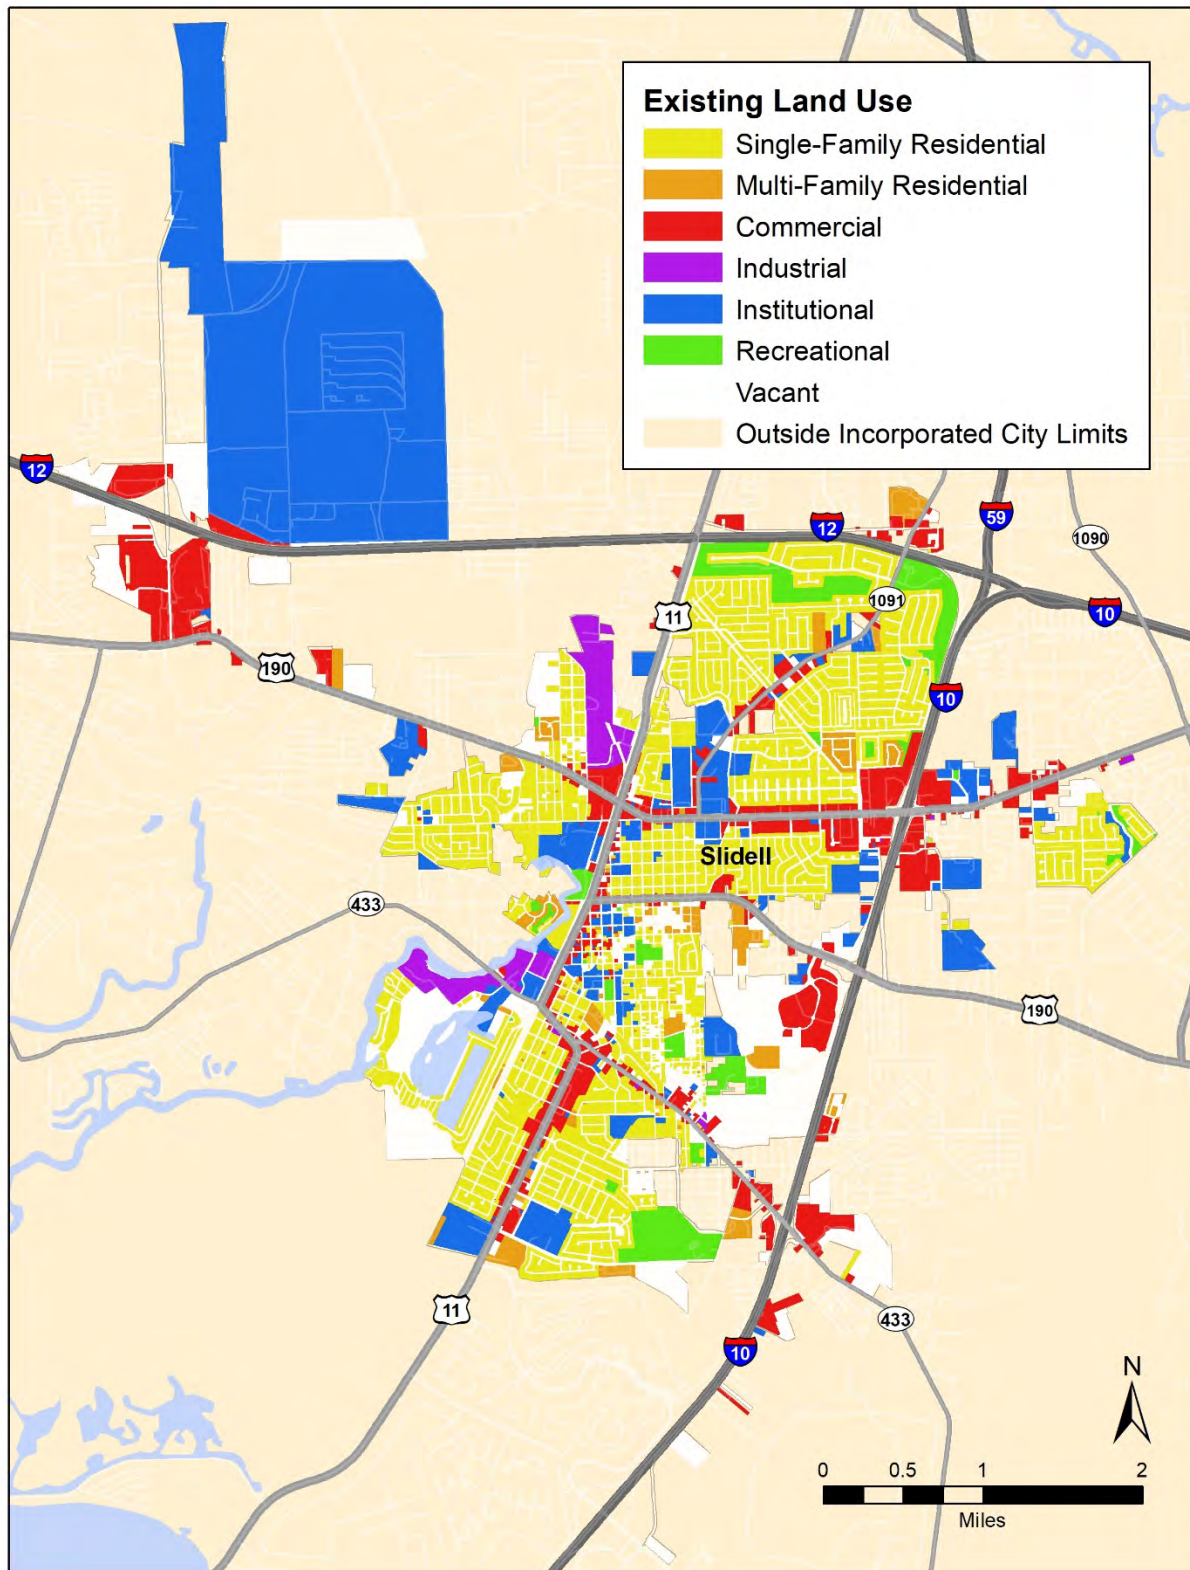 Existing Land Use
Single-Family Residential
Multi-Family Residential
Commercial
Industrial
Institutional
Recreational
Vacant
Outside Incorporated City Limits
12
12
59
1090
10
1091
11
190
10
Slidell
433
190
11
433
10
N
0 0.5 1 2
Miles